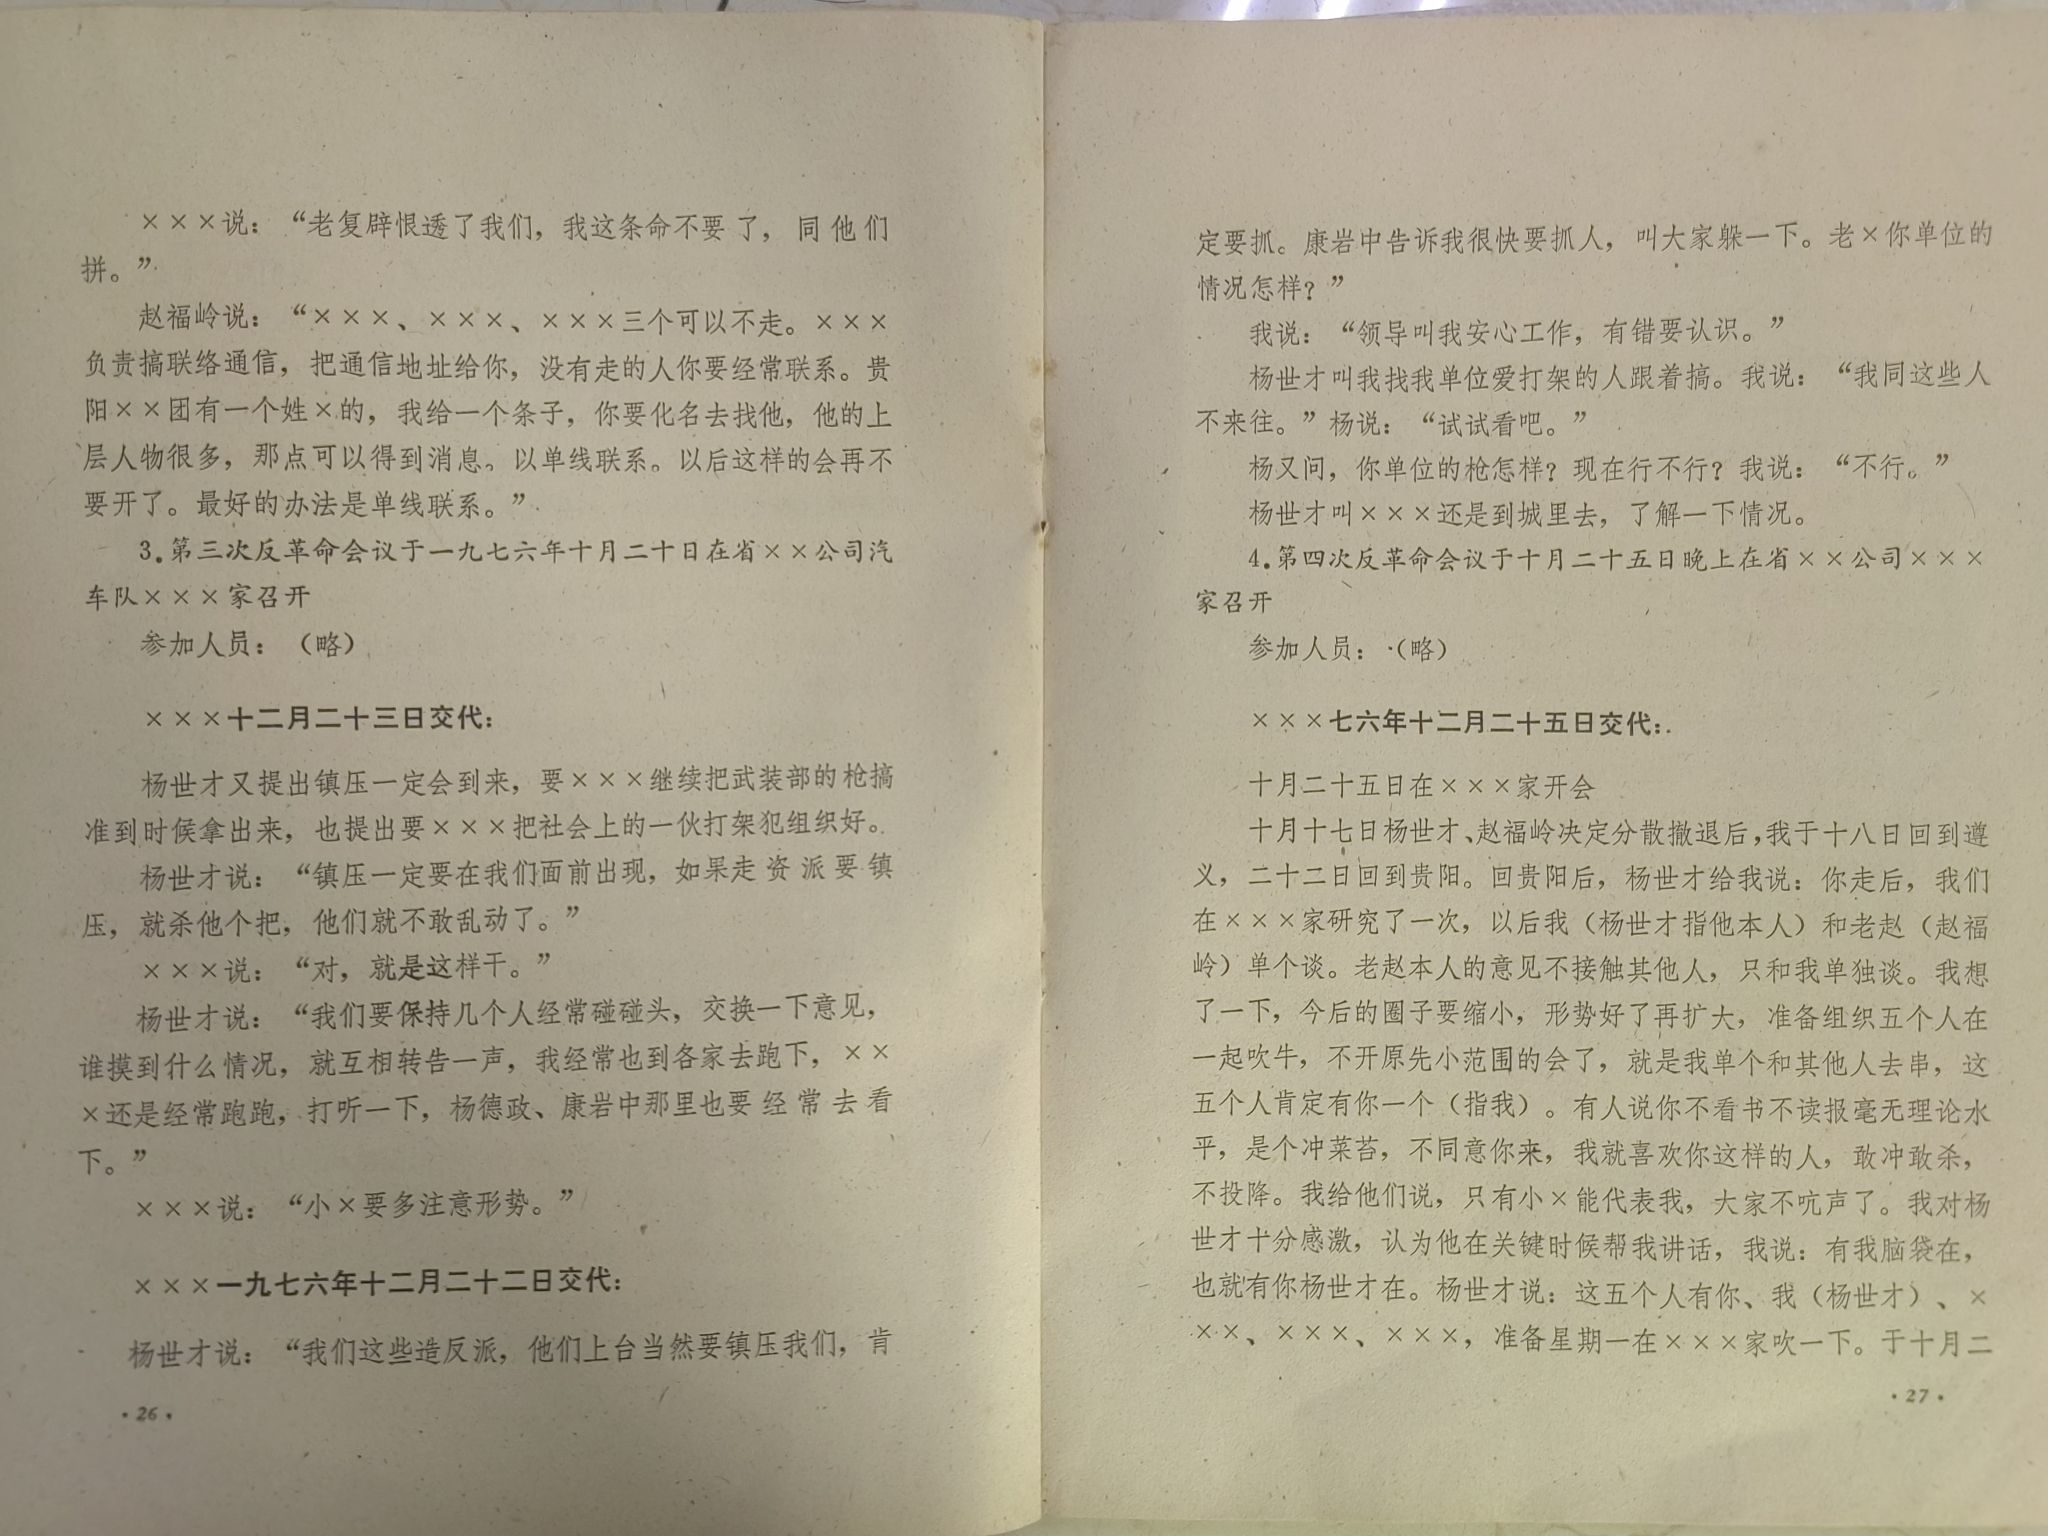 ×××说：“老复辟恨透了我们，我这条命不要了，同他们
拼。”
赵福岭说：“×××、×××、×××三个可以不走。×××
负责搞联络通信，把通信地址给你，没有走的人你要经常联系。贵
阳××团有一个姓×的，我给一个条子，你要化名去找他，他的上
层人物很多，那点可以得到消息。以单线联系。以后这样的会再不
要开了。最好的办法是单线联系。”
3.第三次反革命会议于一九七六年十月二十日在省××公司汽
车队×××家召开
参加人员：（略）
×××十二月二十三日交代：
杨世才又提出镇压一定会到来，要×××继续把武装部的枪搞
准到时候拿出来，也提出要×××把社会上的一伙打架犯组织好。
杨世才说：“镇压一定要在我们面前出现，如果走资派要镇
压，就杀他个把，他们就不敢乱动了。”
×××说：“对，就是这样干。”
杨世才说：“我们要保持几个人经常碰碰头，交换一下意见，
谁摸到什么情况，就互相转告一声，我经常也到各家去跑下，××
×还是经常跑跑，打听一下，杨德政、康岩中那里也要经常去看
下。”
×××说：“小×要多注意形势。”
×××一九七六年十二月二十二日交代：
杨世才说：“我们这些造反派，他们上台当然要镇压我们，肯
·26·
定要抓。康岩中告诉我很快要抓人，叫大家躲一下。老×你单位的
情况怎样？”
我说：“领导叫我安心工作，有错要认识。”
杨世才叫我找我单位爱打架的人跟着搞。我说：“我同这些人
不来往。”杨说：“试试看吧。”
杨又问，你单位的枪怎样？现在行不行？我说：“不行。”
杨世才叫×××还是到城里去，了解一下情况。
4.第四次反革命会议于十月二十五日晚上在省××公司×××
家召开
参加人员：（略）
×××七六年十二月二十五日交代：
十月二十五日在×××家开会
十月十七日杨世才、赵福岭决定分散撤退后，我于十八日回到遵
义，二十二日回到贵阳。回贵阳后，杨世才给我说：你走后，我们
在×××家研究了一次，以后我（杨世才指他本人）和老赵（赵福
岭）单个谈。老赵本人的意见不接触其他人，只和我单独谈。我想
了一下，今后的圈子要缩小，形势好了再扩大，准备组织五个人在
一起吹牛，不开原先小范围的会了，就是我单个和其他人去串，这
五个人肯定有你一个（指我）。有人说你不看书不读报毫无理论水
平，是个冲菜苔，不同意你来，我就喜欢你这样的人，敢冲敢杀，
不投降。我给他们说，只有小×能代表我，大家不吭声了。我对杨
世才十分感激，认为他在关键时候帮我讲话，我说：有我脑袋在，
也就有你杨世才在。杨世才说：这五个人有你、我（杨世才）、×
××、×××、×××，准备星期一在×××家吹一下。于十月二
·27·